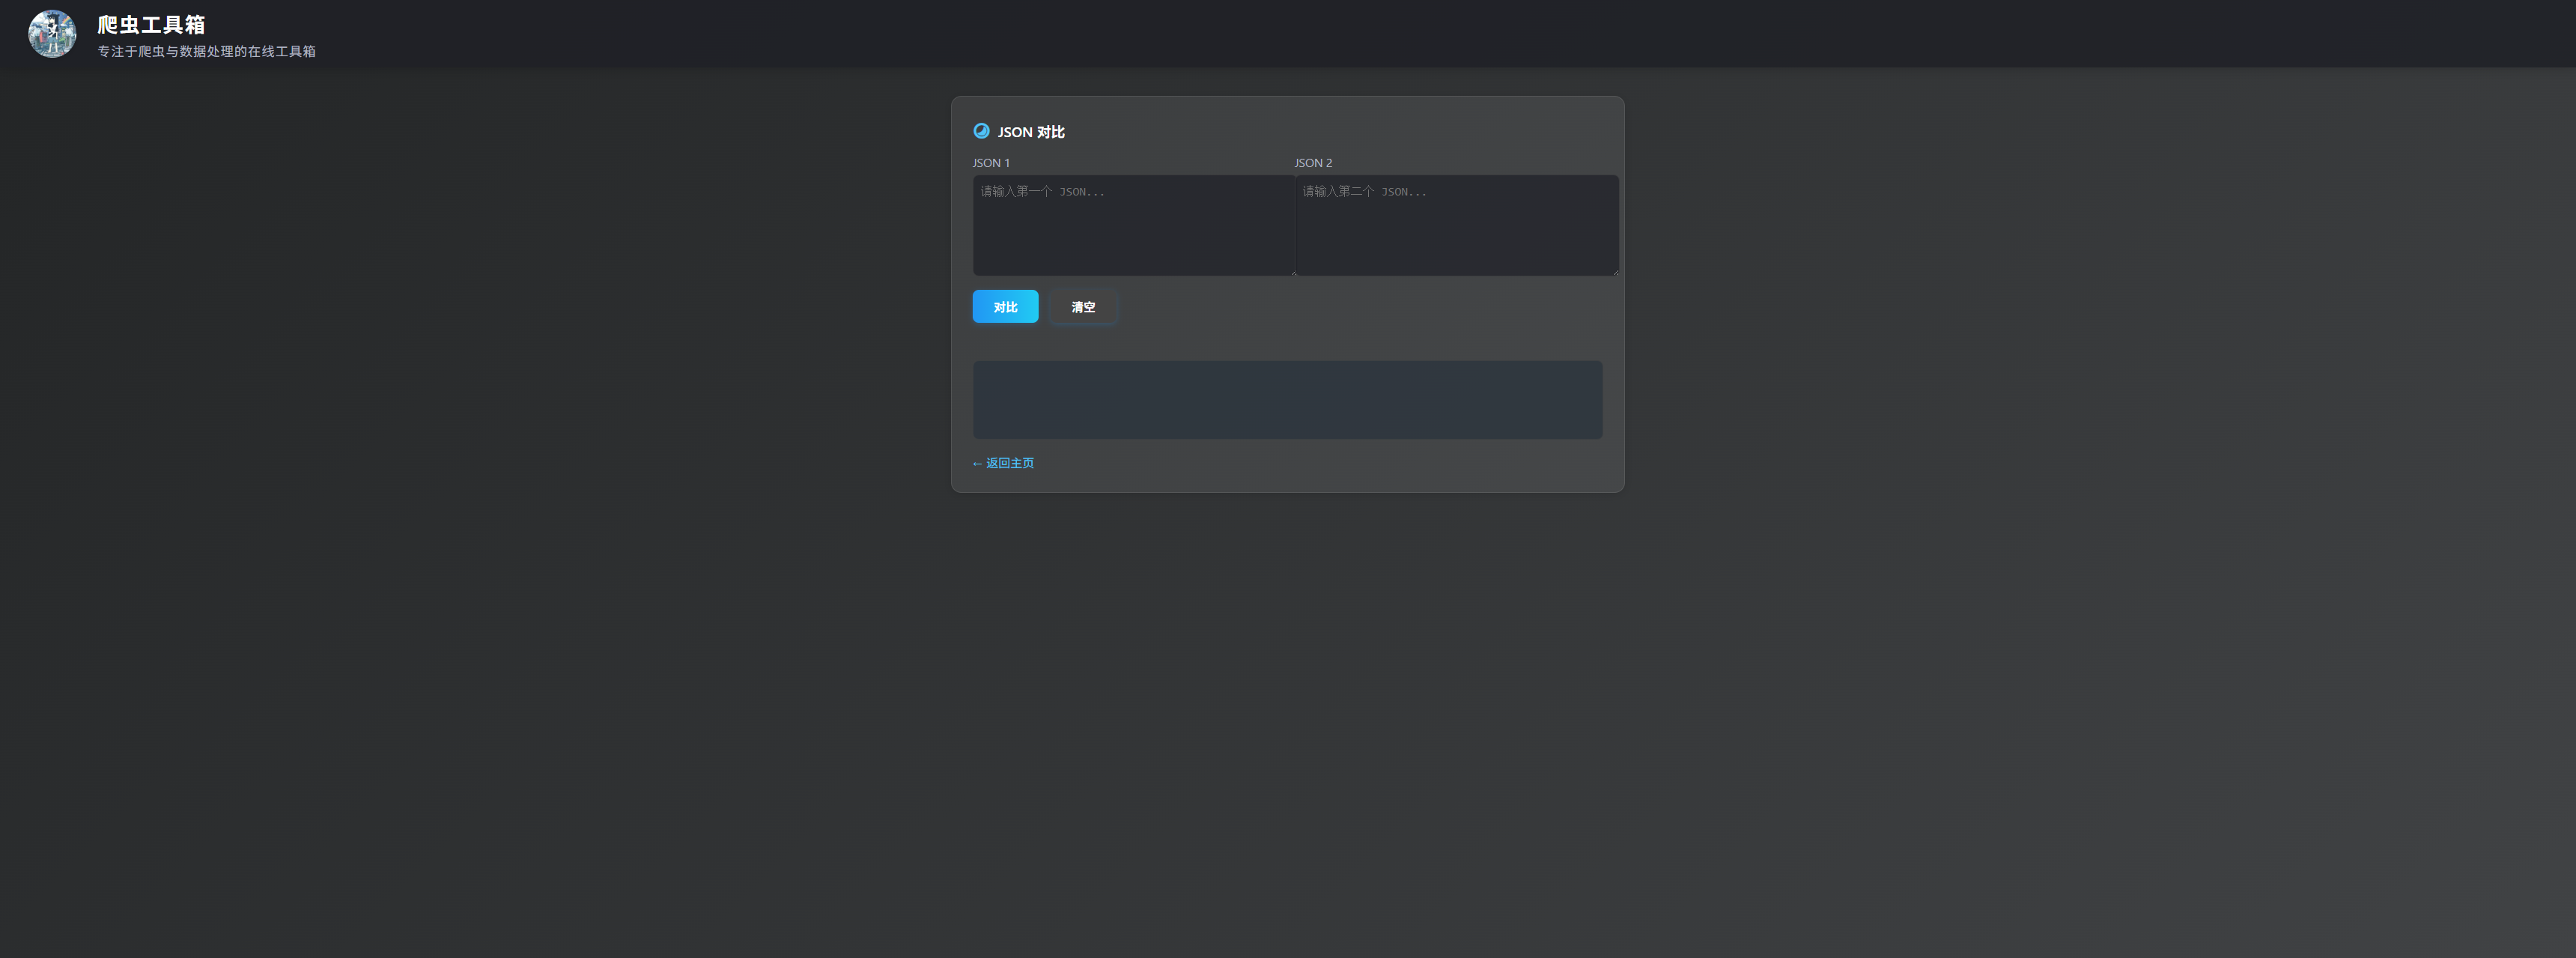 爬虫工具箱
专注于爬虫与数据处理的在线工具箱
JSON 对比
JSON 1
JSON 2
请输入第一个 JSON...
请输入第二个 JSON...
对比
清空
← 返回主页